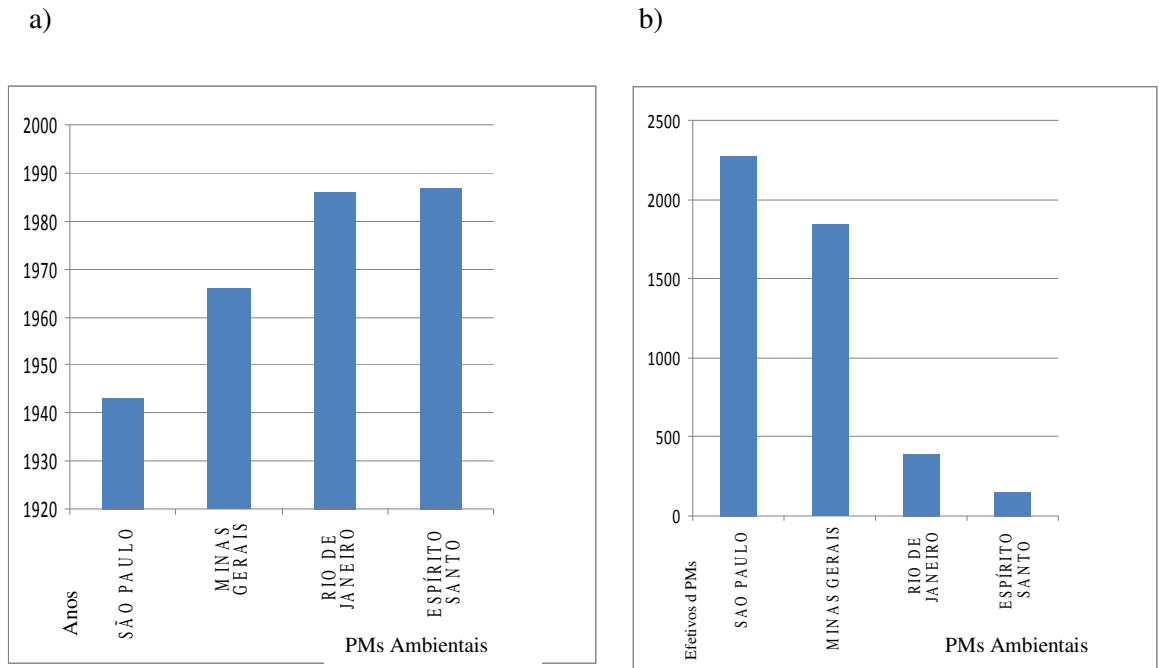 a)
b)
2000
1990
1980
1970
1960
1950
1940
1930
1920
SÃO PAULO
MINAS
GERAIS
RIO DE
JANEIRO
ESPÍRITO
SANTO
Anos
PMs Ambientais
2500
2000
1500
1000
500
0
SAO PAULO
MINAS GERAIS
RIO DE
JANEIRO
ESPÍRITO
SANTO
Efetivos d PMs
PMs Ambientais